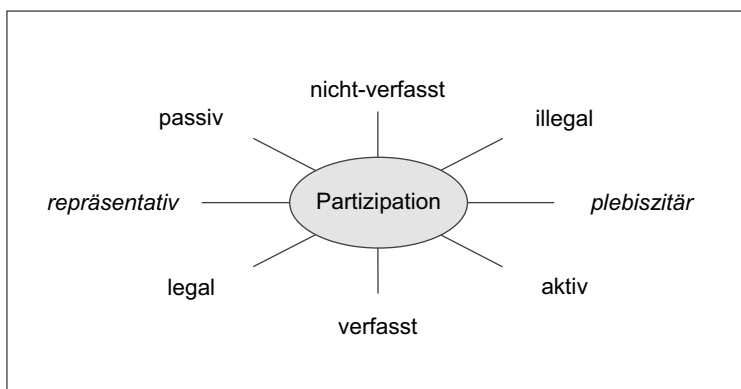 nicht-verfasst
passiv
illegal
repräsentativ
Partizipation
plebiszitär
legal
aktiv
verfasst